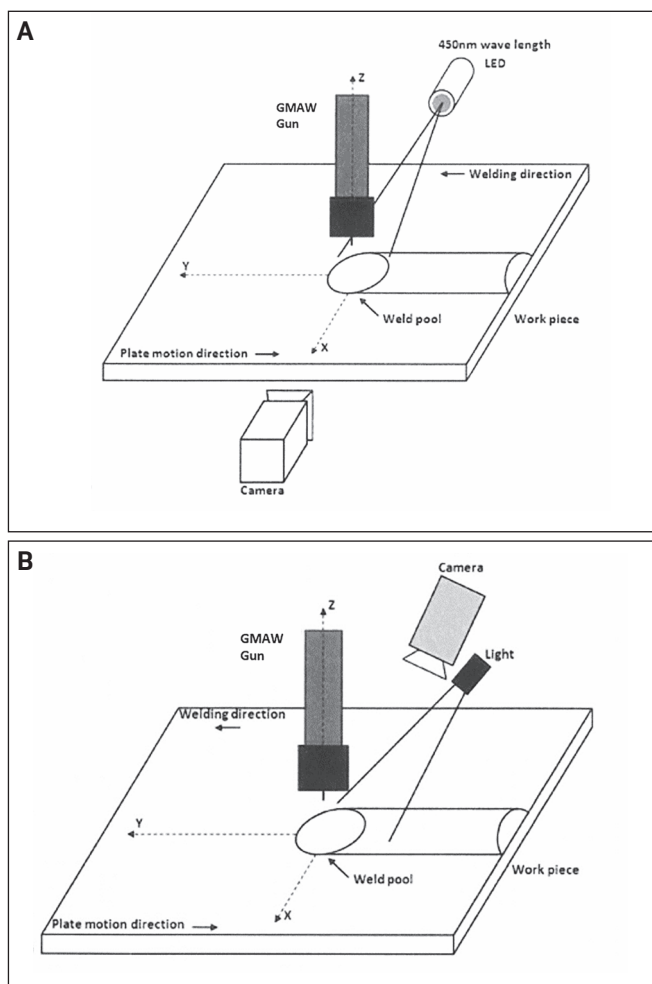 A
450nm wave length
LED
Z
GMAW
Gun
Welding direction
Y
Weld pool
Work piece
X
Plate motion direction
Camera
B
Camera
Z
GMAW
Gun
Light
Welding direction
Y
Work piece
Weld pool
X
Plate motion direction